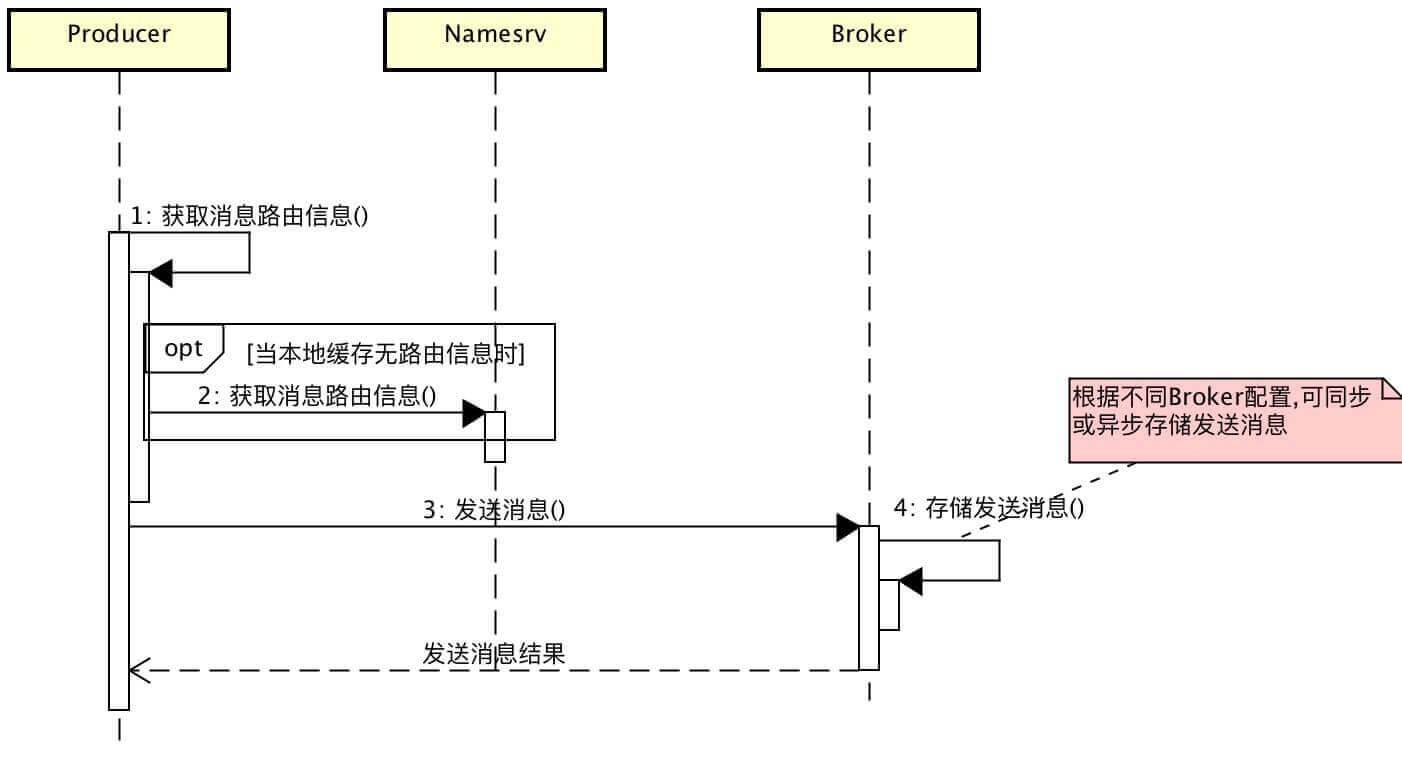 Producer
Namesrv
Broker
1: 获取消息路由信息()
opt
[当本地缓存无路由信息时]
2: 获取消息路由信息()
根据不同Broker配置,可同步
或异步存储发送消息
3: 发送消息()
4: 存储发送消息()
发送消息结果